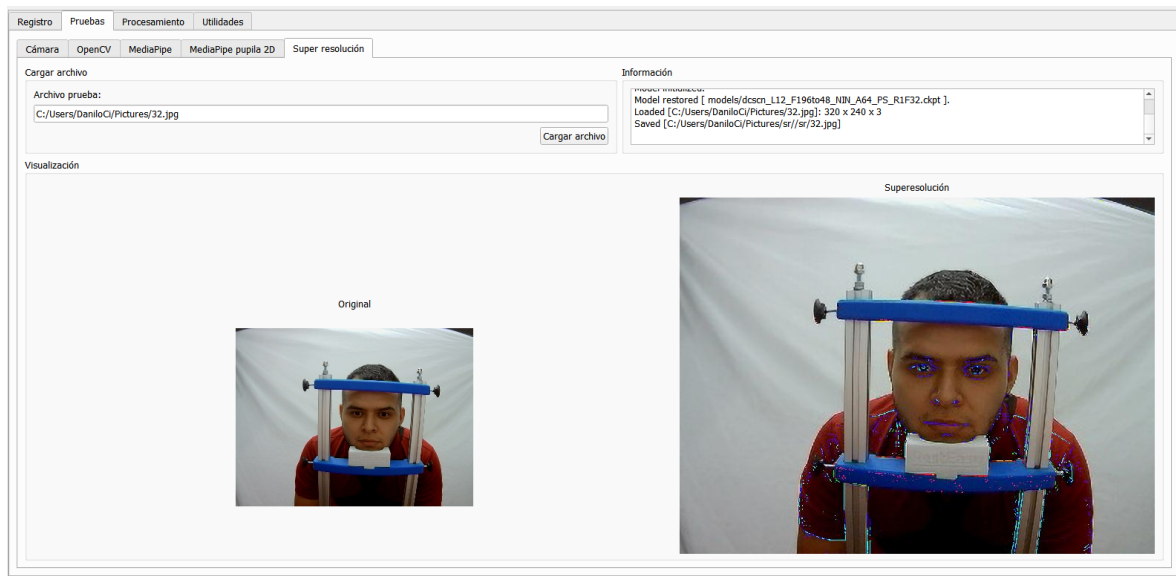 Registro Pruebas Procesamiento Utilidades
Cámara OpenCV MediaPipe MediaPipe pupila 2D Super resolución
Cargar archivo
Archivo prueba:
C:/Users/DaniloCi/Pictures/32.jpg
Cargar archivo
Información
Model initialized.
Model restored [ models/dcscn_L12_F196to48_NIN_A64_PS_R1F32.ckpt ].
Loaded [C:/Users/DaniloCi/Pictures/32.jpg]: 320 x 240 x 3
Saved [C:/Users/DaniloCi/Pictures/sr//sr/32.jpg]
Visualización
Original
Superesolución